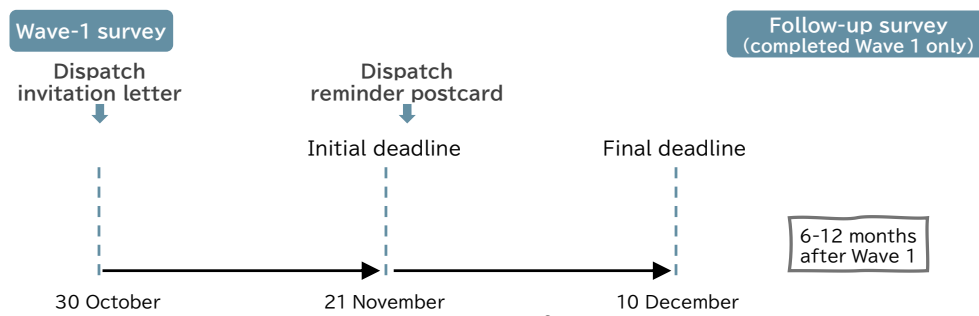 Wave-1 survey
Follow-up survey
(completed Wave 1 only)
Dispatch
invitation letter
Dispatch
reminder postcard
Initial deadline
Final deadline
6-12 months
after Wave 1
30 October
21 November
10 December